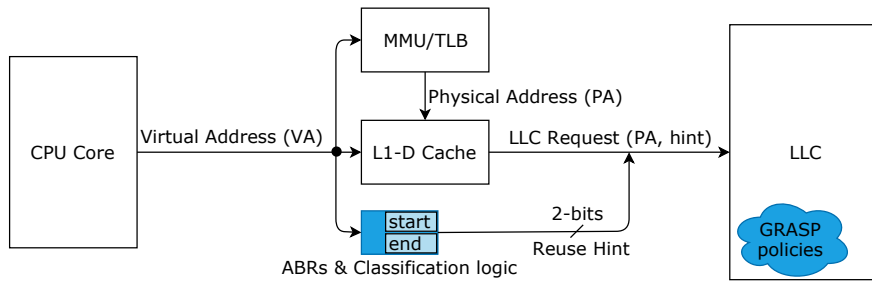 MMU/TLB
Physical Address (PA)
CPU Core
Virtual Address (VA)
L1-D Cache
LLC Request (PA, hint)
LLC
start
end
2-bits
Reuse Hint
ABRs & Classification logic
GRASP
policies